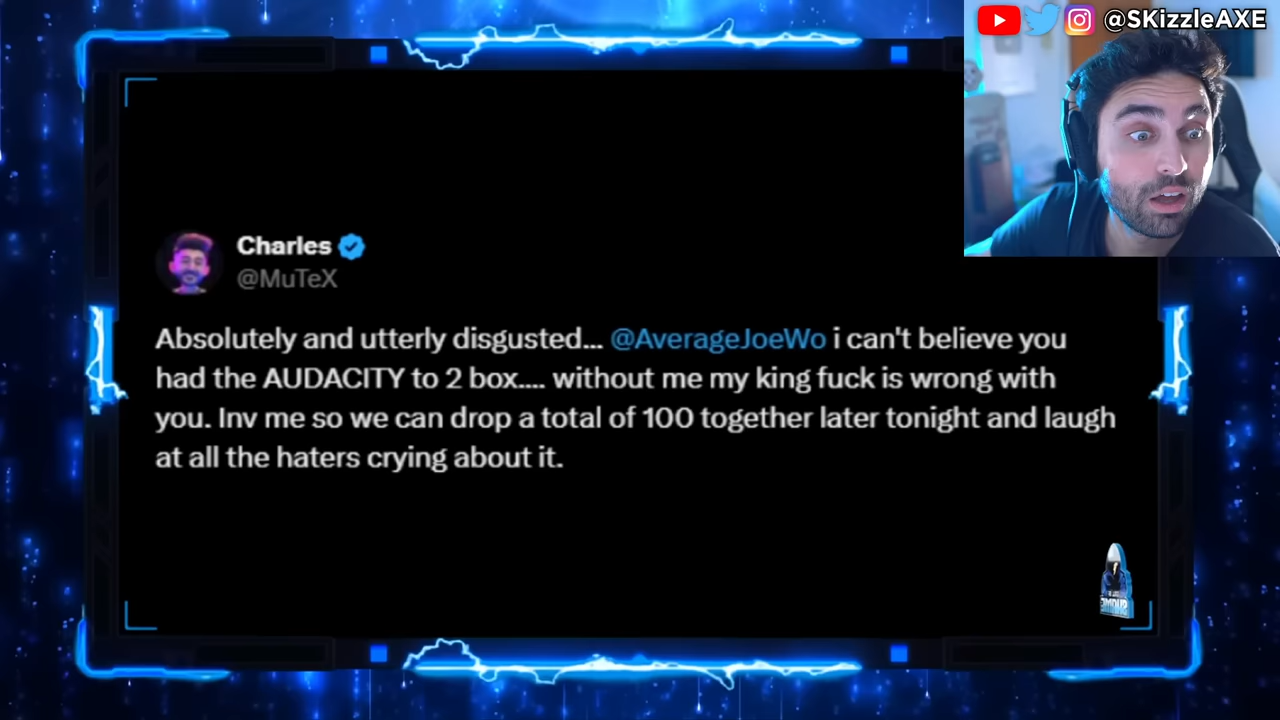 @SKizzleAXE
Charles
@MuTeX
Absolutely and utterly disgusted... @AverageJoeWo i can't believe you
had the AUDACITY to 2 box.... without me my king fuck is wrong with
you. Inv me so we can drop a total of 100 together later tonight and laugh
at all the haters crying about it.